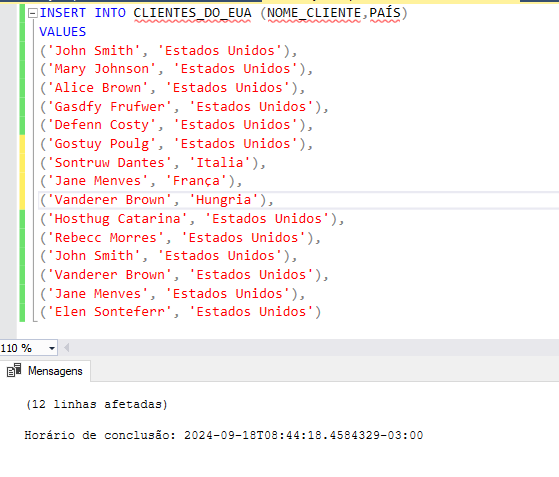 INSERT INTO CLIENTES_DO_EUA (NOME_CLIENTE,PAÍS)
VALUES
('John Smith', 'Estados Unidos'),
('Mary Johnson', 'Estados Unidos'),
('Alice Brown', 'Estados Unidos'),
('Gasdfy Frufwer', 'Estados Unidos'),
('Defenn Costy', 'Estados Unidos'),
('Gostuy Poulg', 'Estados Unidos'),
('Sontruw Dantes', 'Italia'),
('Jane Menves', 'França'),
('Vanderer Brown', 'Hungria'),
('Hosthug Catarina', 'Estados Unidos'),
('Rebecc Morres', 'Estados Unidos'),
('John Smith', 'Estados Unidos'),
('Vanderer Brown', 'Estados Unidos'),
('Jane Menves', 'Estados Unidos'),
('Elen Sonteferr', 'Estados Unidos')
110 %
Mensagens
(12 linhas afetadas)
Horário de conclusão: 2024-09-18T08:44:18.4584329-03:00